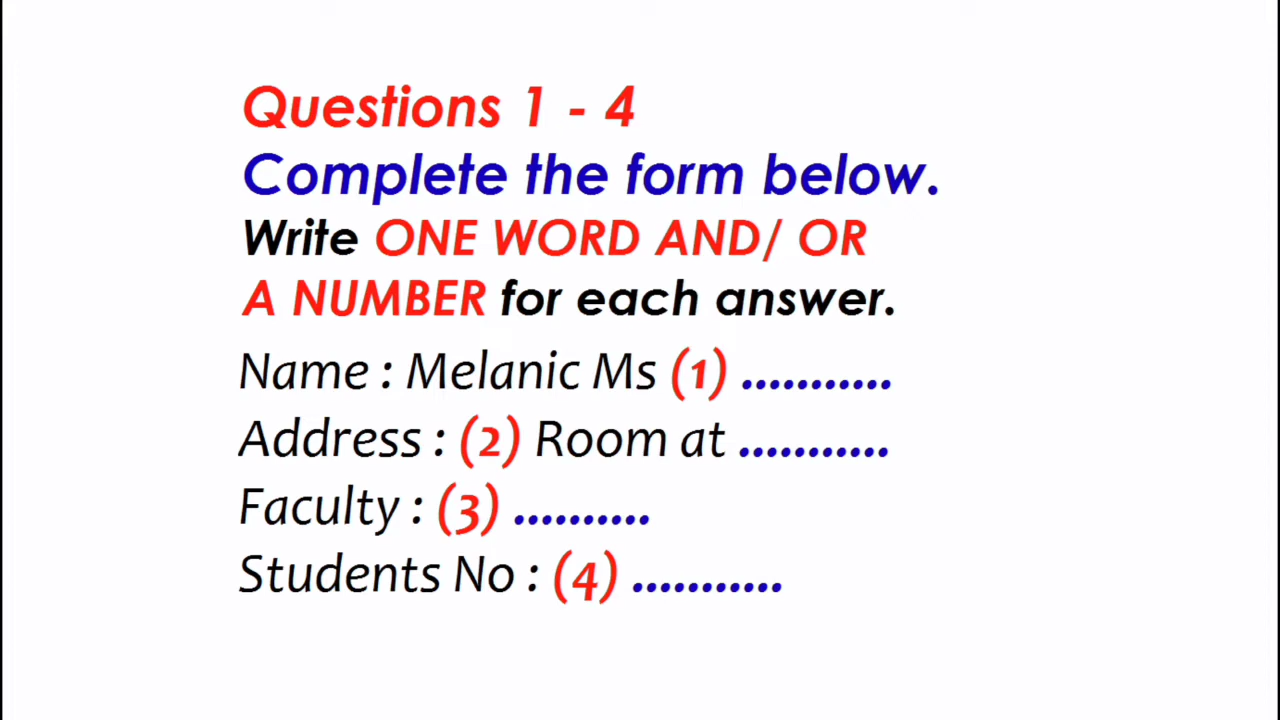 Questions 1 - 4
Complete the form below.
Write ONE WORD AND/ OR
A NUMBER for each answer.
Name : Melanic Ms (1) ...........
Address : (2) Room at ...........
Faculty : (3) ..........
Students No : (4) ...........